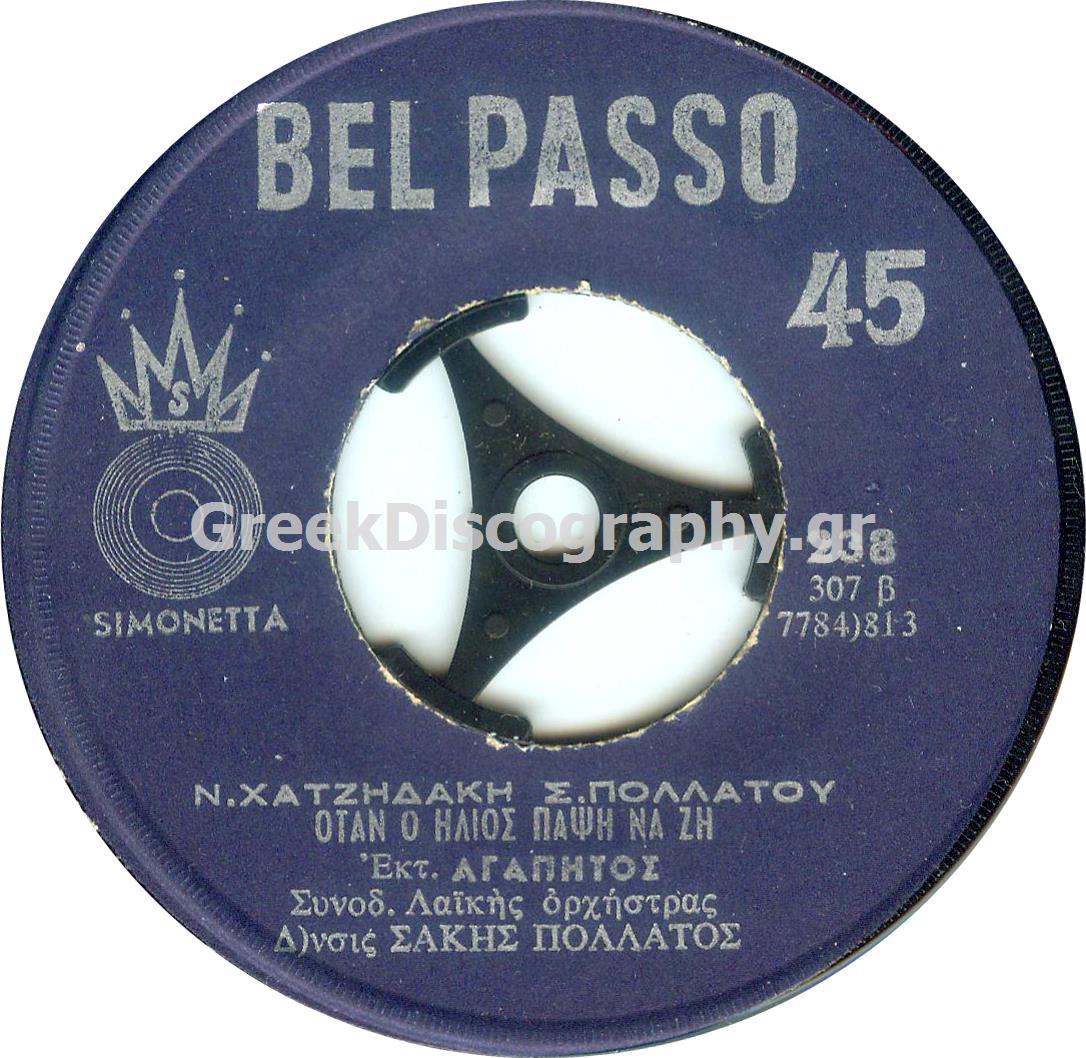 BEL PASSO
45
S
GreekDiscography.gr
SIMONETTA
307 β
7784)813
Ν.ΧΑΤΖΗΔΑΚΗ Σ.ΠΟΛΛΑΤΟΥ
ΟΤΑΝ Ο ΗΛΙΟΣ ΠΑΨΗ ΝΑ ΖΗ
Ἐκτ. ΑΓΑΠΗΤΟΣ
Συνοδ. Λαϊκῆς ὀρχήστρας
Δ)νσις ΣΑΚΗΣ ΠΟΛΛΑΤΟΣ